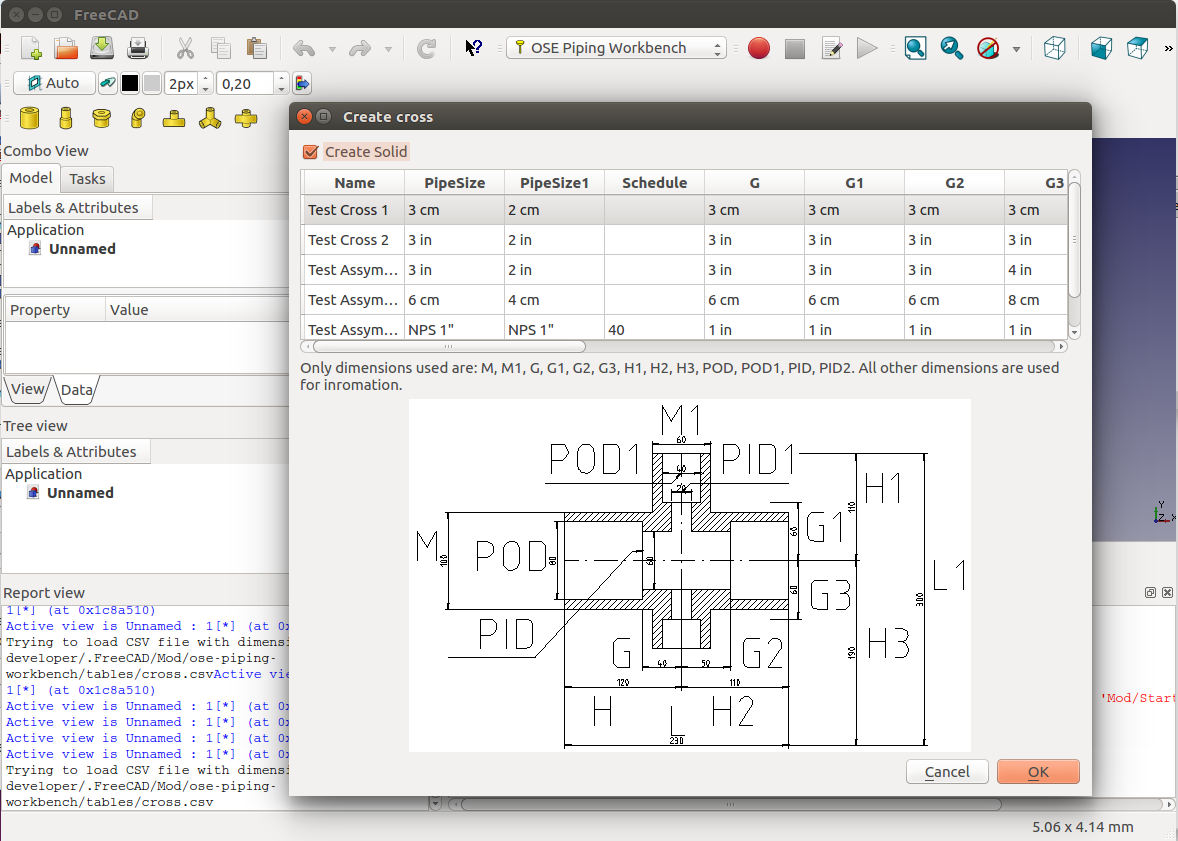 FreeCAD
OSE Piping Workbench
»
Auto
2px
0,20
Combo View
Model
Tasks
Labels & Attributes
Application
Unnamed
Property
Value
View
Data
Tree view
Labels & Attributes
Application
Unnamed
Report view
1[*] (at 0x1c8a510)
Active view is Unnamed : 1[*] (at 0x
Trying to load CSV file with dimensi
developer/.FreeCAD/Mod/ose-piping-
workbench/tables/cross.csvActive vie
1[*] (at 0x1c8a510)
Active view is Unnamed : 1[*] (at 0x
Active view is Unnamed : 1[*] (at 0x
Active view is Unnamed : 1[*] (at 0x
Active view is Unnamed : 1[*] (at 0x
Trying to load CSV file with dimensi
developer/.FreeCAD/Mod/ose-piping-
workbench/tables/cross.csv
Create cross
Create Solid
Name PipeSize PipeSize1 Schedule G G1 G2 G3
Test Cross 1 3 cm 2 cm 3 cm 3 cm 3 cm 3 cm
Test Cross 2 3 in 2 in 3 in 3 in 3 in 3 in
Test Assym... 3 in 2 in 3 in 3 in 3 in 4 in
Test Assym... 6 cm 4 cm 6 cm 6 cm 6 cm 8 cm
Test Assym... NPS 1" NPS 1" 40 1 in 1 in 1 in 1 in
Only dimensions used are: M, M1, G, G1, G2, G3, H1, H2, H3, POD, POD1, PID, PID2. All other dimensions are used
for inromation.
M1
60
POD1
40
PID1
20
H1
110
G1
60
M
100
POD
80
60
L1
300
G3
60
PID
H3
190
G
40
50
G2
120
110
H
L
H2
230
Cancel
OK
Y
Z
X
'Mod/Start
5.06 x 4.14 mm